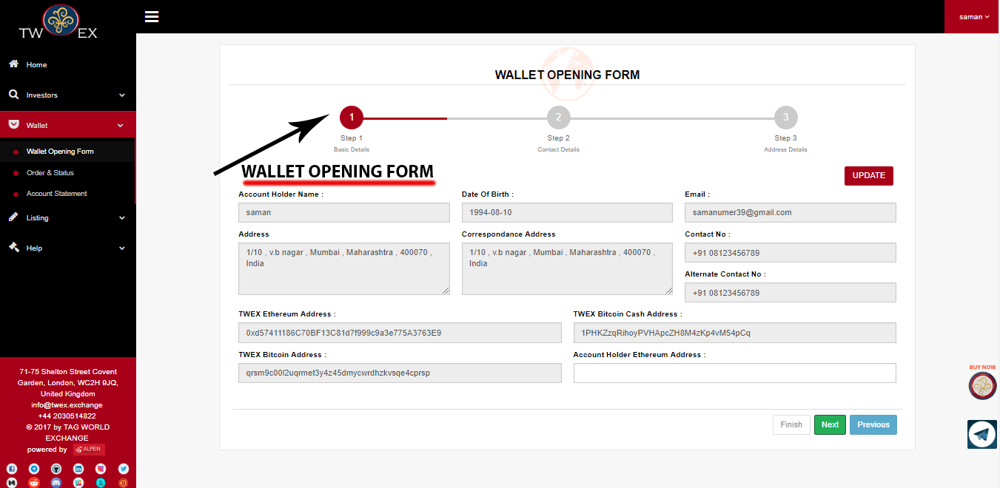 TW EX
saman
Home
Investors
Wallet
Wallet Opening Form
Order & Status
Account Statement
Listing
Help
71-75 Shelton Street Covent
Garden, London, WC2H 9JQ,
United Kingdom
info@twex.exchange
+44 2030514822
© 2017 by TAG WORLD
EXCHANGE
powered by ALPEN
WALLET OPENING FORM
1 2 3
Step 1 Step 2 Step 3
Basic Details Contact Details Address Details
WALLET OPENING FORM
UPDATE
Account Holder Name : Date Of Birth : Email :
saman 1994-08-10 samanumer39@gmail.com
Address Correspondance Address Contact No :
1/10 , v.b nagar , Mumbai , Maharashtra , 400070 , 1/10 , v.b nagar , Mumbai , Maharashtra , 400070 , +91 08123456789
India India
Alternate Contact No :
+91 08123456789
TWEX Ethereum Address : TWEX Bitcoin Cash Address :
0xd57411186C70BF13C81d7f999c9a3e775A3763E9 1PHKZzqRihoyPVHApcZH8M4zKp4vM54pCq
TWEX Bitcoin Address : Account Holder Ethereum Address :
qrsm9c00l2uqrmet3y4z45dmycwrdhzkvsqe4cprsp
Finish Next Previous
BUY NOW